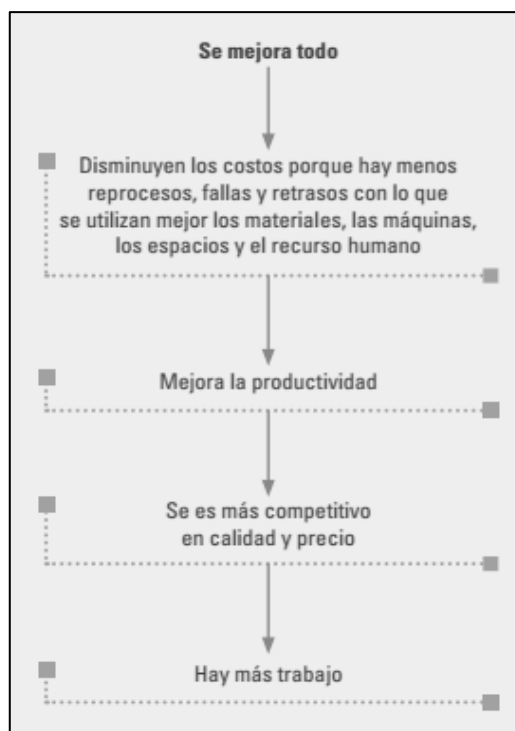 Se mejora todo
Disminuyen los costos porque hay menos
reprocesos, fallas y retrasos con lo que
se utilizan mejor los materiales, las máquinas,
los espacios y el recurso humano
Mejora la productividad
Se es más competitivo
en calidad y precio
Hay más trabajo